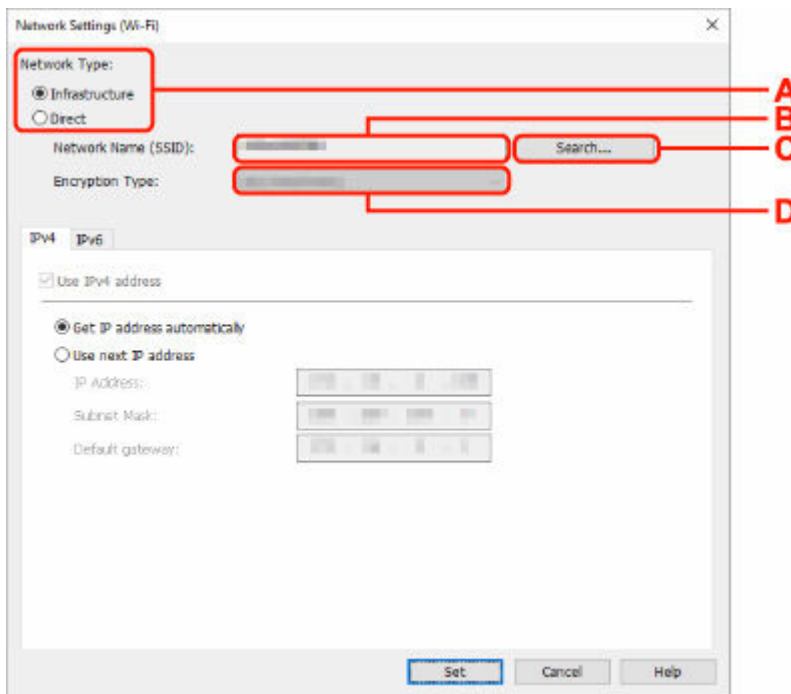 Network Settings (Wi-Fi)
Network Type:
Infrastructure
A
Direct
B
Network Name (SSID):
Search...
C
Encryption Type:
D
IPv4 IPv6
Use IPv4 address
Get IP address automatically
Use next IP address
IP Address:
Subnet Mask:
Default gateway:
Set Cancel Help